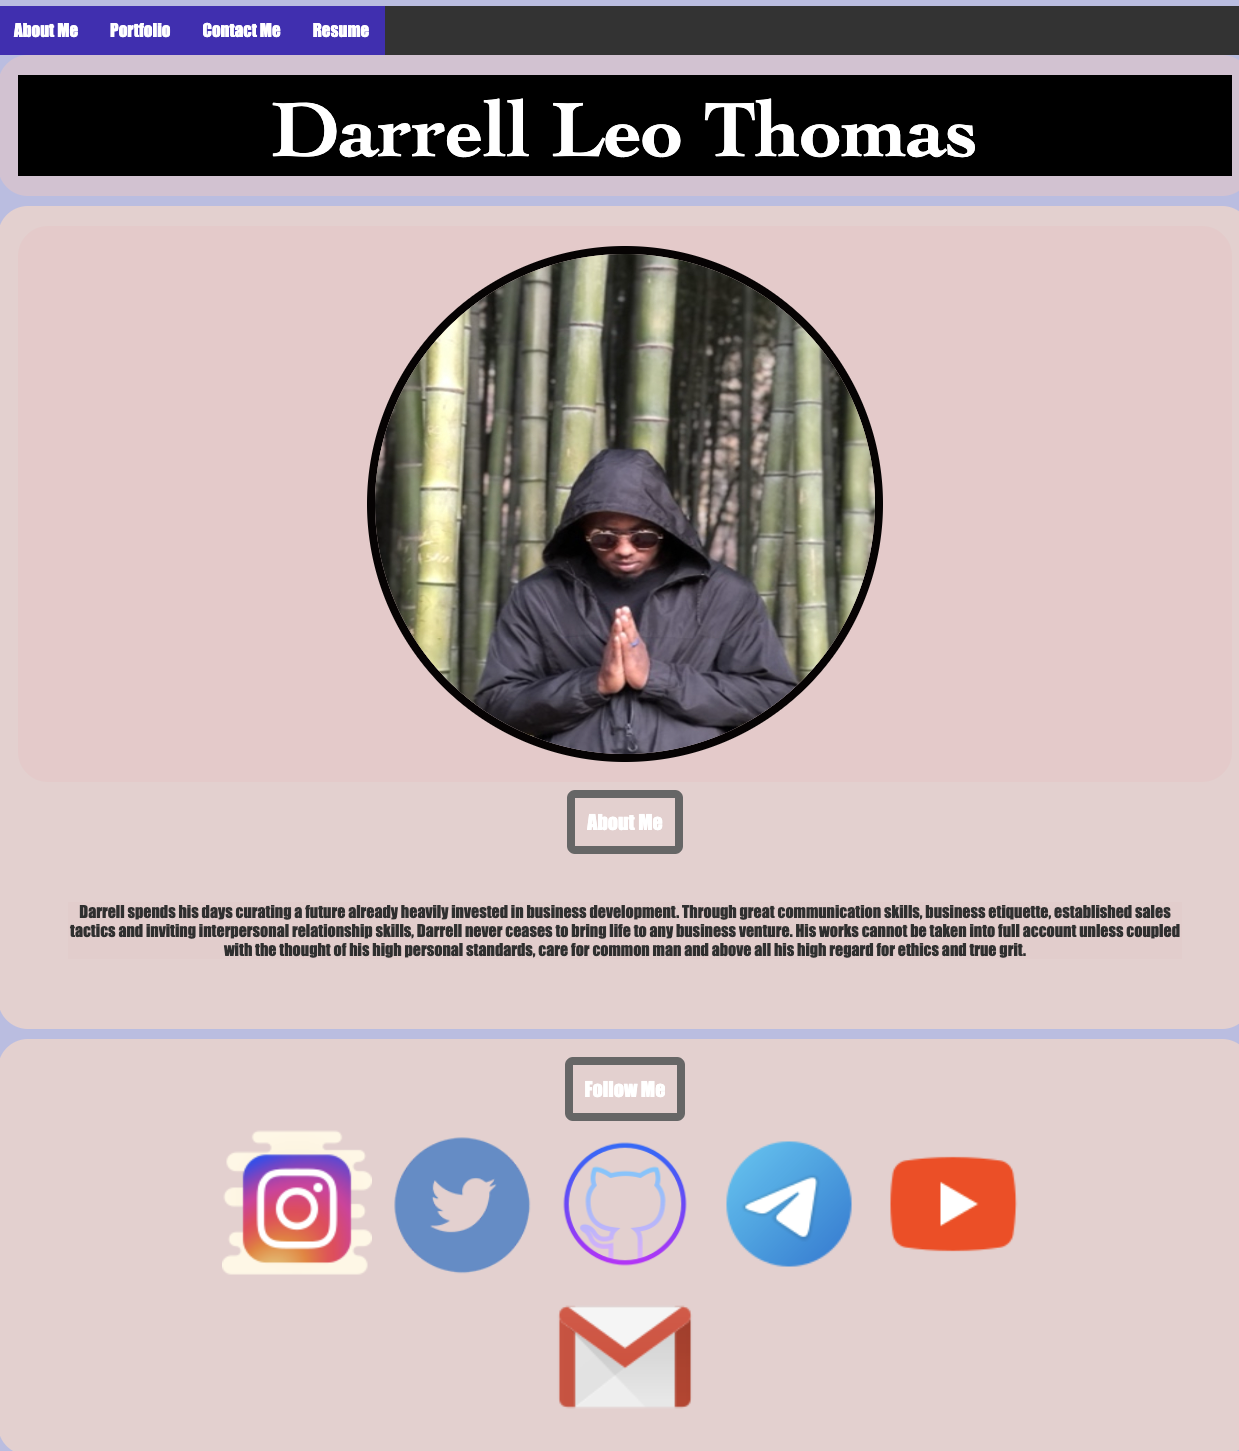 About Me Portfolio Contact Me Resume
Darrell Leo Thomas
About Me
Darrell spends his days curating a future already heavily invested in business development. Through great communication skills, business etiquette, established sales
tactics and inviting interpersonal relationship skills, Darrell never ceases to bring life to any business venture. His works cannot be taken into full account unless coupled
with the thought of his high personal standards, care for common man and above all his high regard for ethics and true grit.
Follow Me